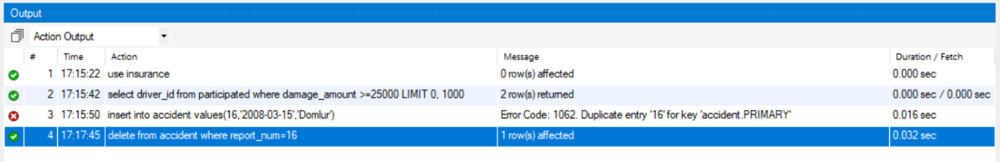 Output
Action Output
# Time Action Message Duration / Fetch
1 17:15:22 use insurance 0 row(s) affected 0.000 sec
2 17:15:42 select driver_id from participated where damage_amount >=25000 LIMIT 0, 1000 2 row(s) returned 0.000 sec / 0.000 sec
3 17:15:50 insert into accident values(16,'2008-03-15','Domlur') Error Code: 1062. Duplicate entry '16' for key 'accident.PRIMARY' 0.016 sec
4 17:17:45 delete from accident where report_num=16 1 row(s) affected 0.032 sec